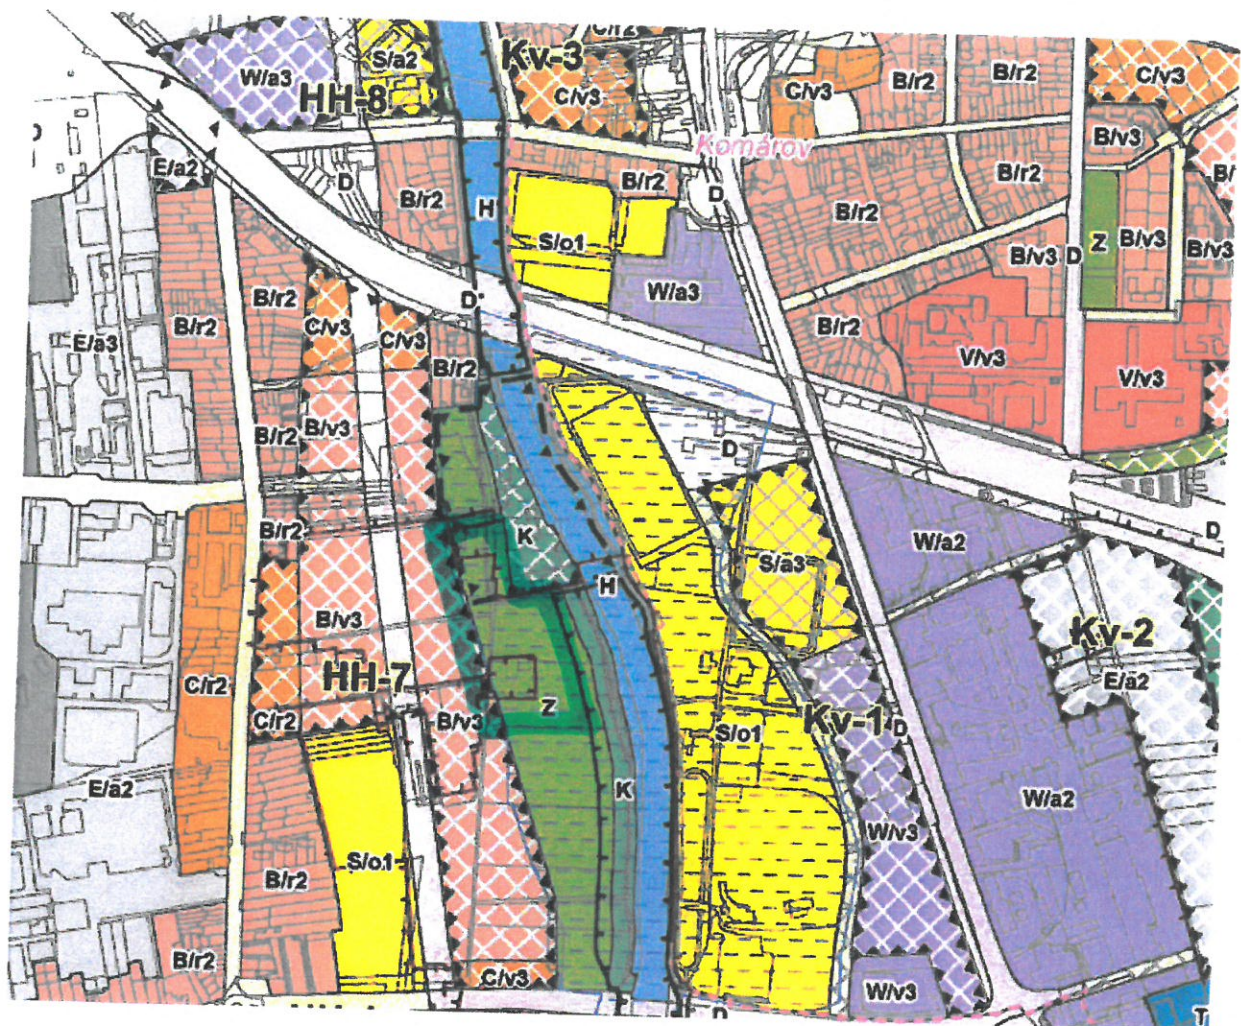 C/r2
Kv-3
S/a2
W/a3
HH-8
C/v3
C/v3
B/r2
B/r2
C/v3
B/v3
Komárov
E/a2
D
B/r2
H
B/r2
D
B/r2
B/r2
B/v3
D
Z
B/v3
B/v3
S/o1
W/a3
B/r2
D
B/r2
C/v3
C/v3
B/r2
B/r2
V/v3
V/v3
E/a3
B/r2
B/v3
D
B/r2
K
S/a3
W/a2
D
H
B/v3
Kv-2
E/a2
HH-7
C/r2
C/r2
B/v3
Z
S/o1
Kv-1
D
K
E/a2
W/a2
W/v3
S/o1
B/r2
B/r2
C/v3
W/v3
D
T